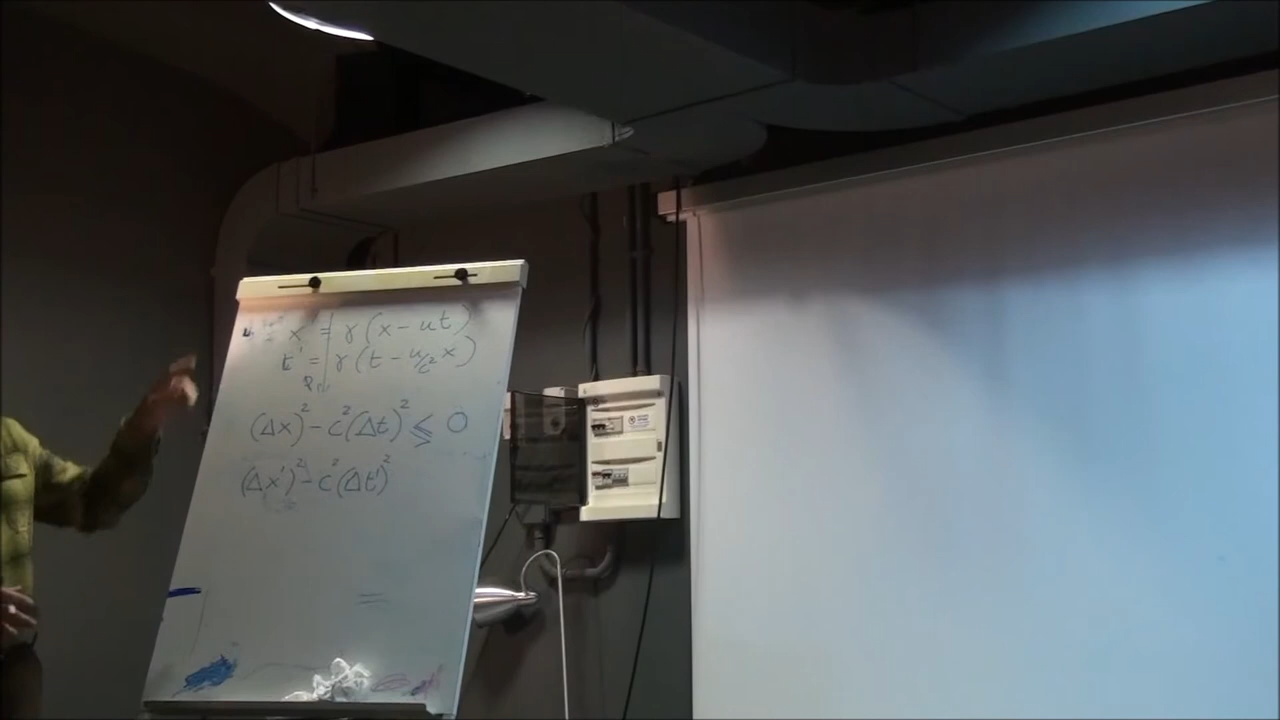 x' = γ(x - ut)
t' = γ(t - u/c² x)
(Δx)² - c²(Δt)² ⪋ 0
(Δx')² - c²(Δt')²